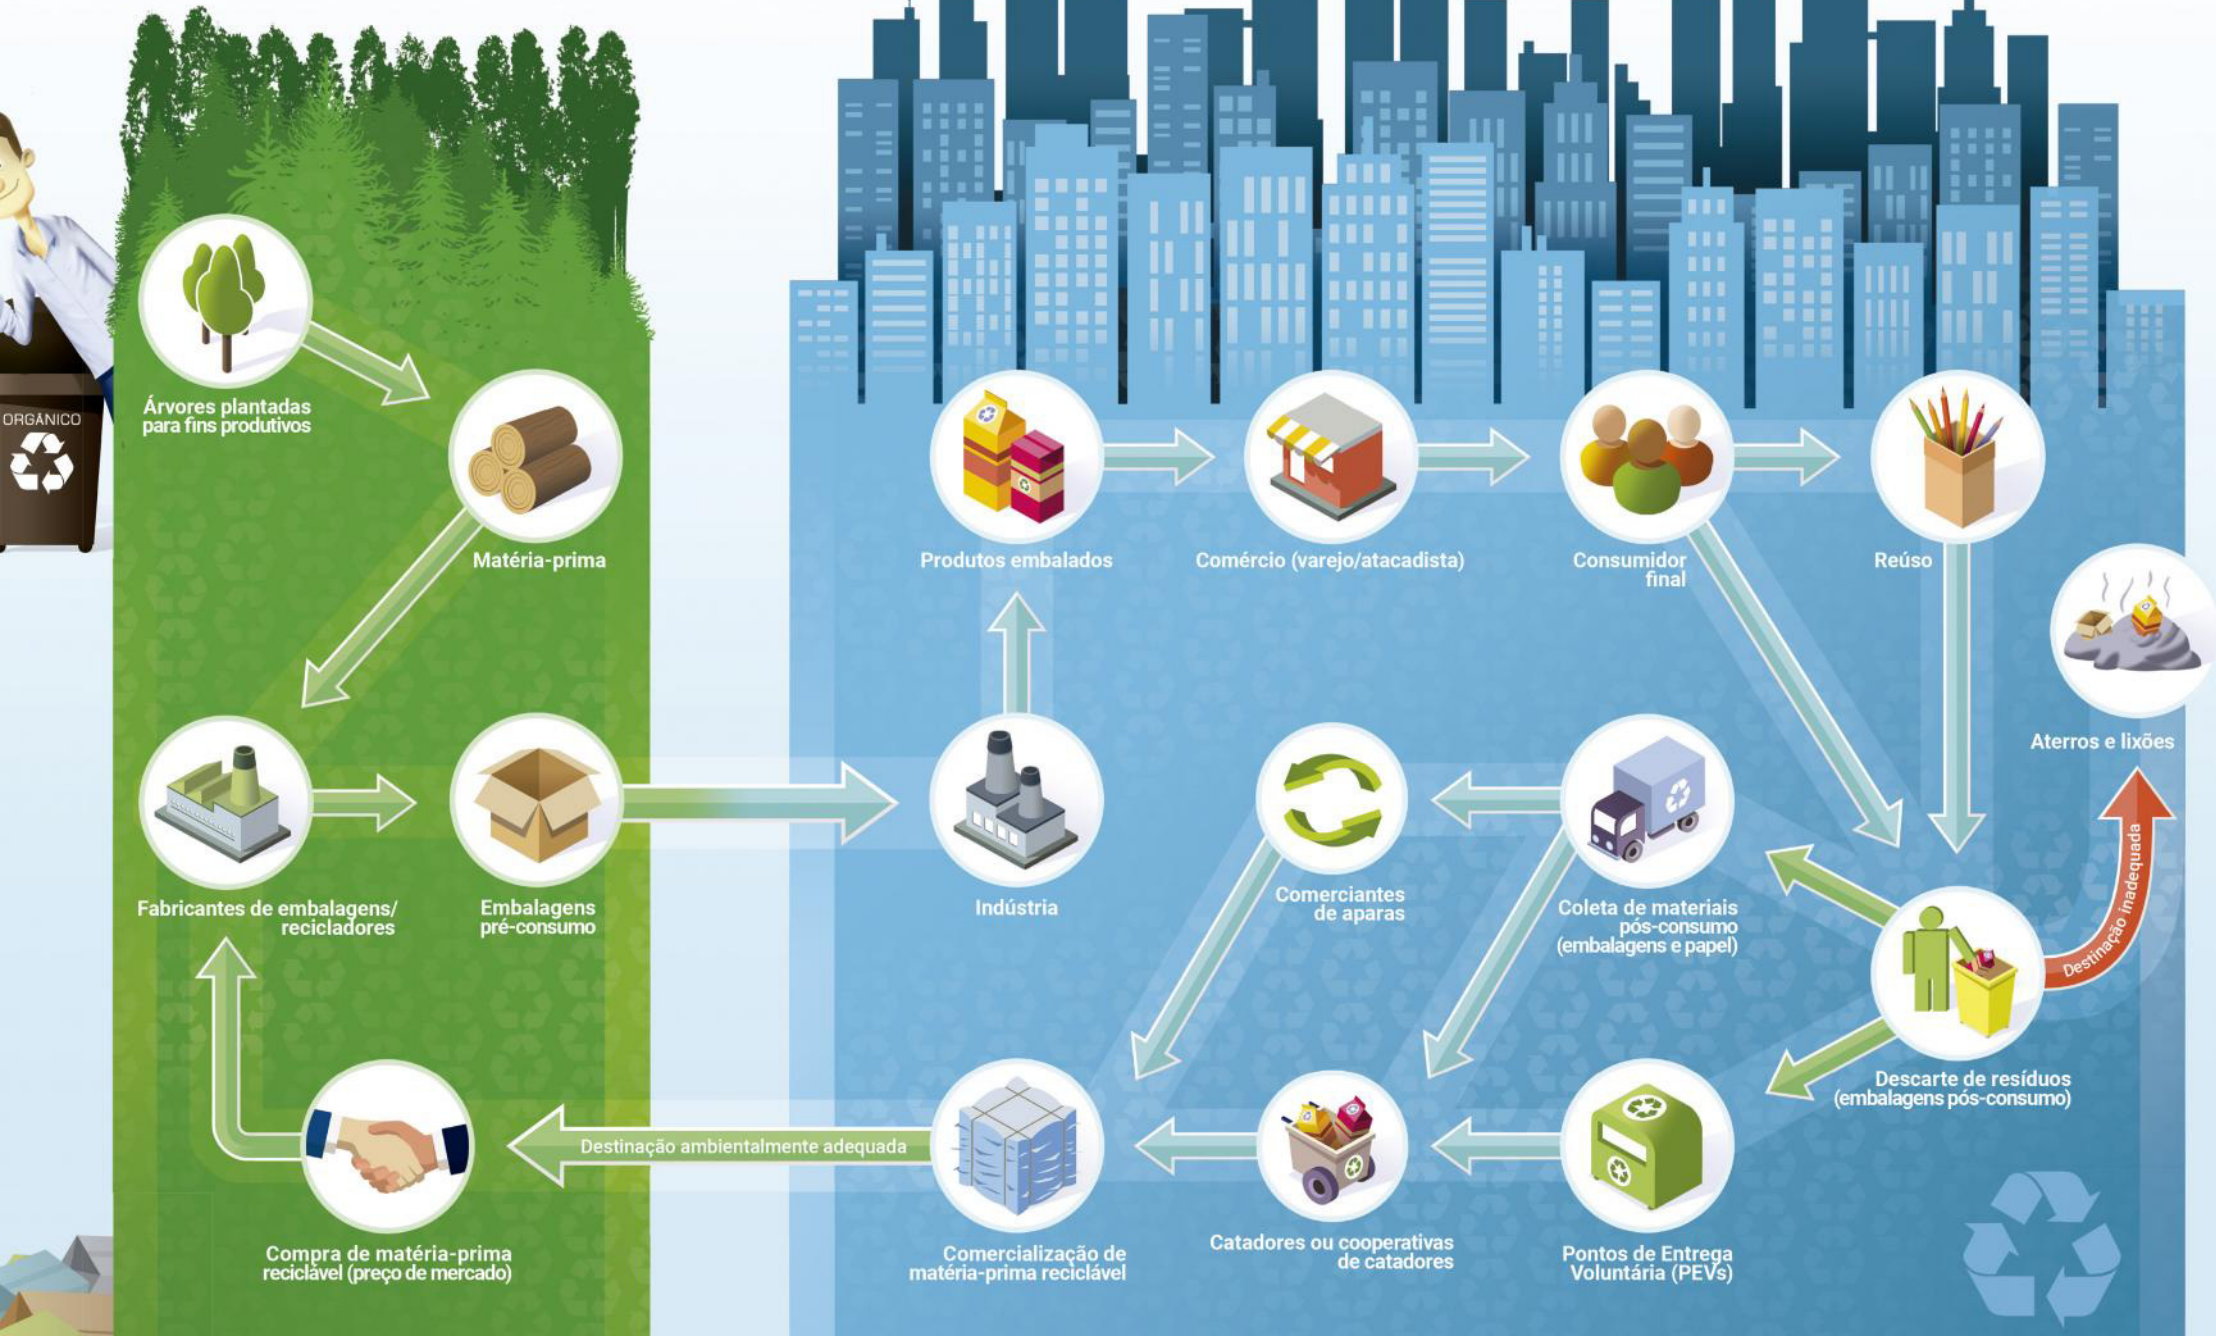 ORGÂNICO
Árvores plantadas
para fins produtivos
Matéria-prima
Fabricantes de embalagens/
recicladores
Embalagens
pré-consumo
Compra de matéria-prima
reciclável (preço de mercado)
Destinação ambientalmente adequada
Produtos embalados
Comércio (varejo/atacadista)
Consumidor
final
Reúso
Aterros e lixões
Indústria
Comerciantes
de aparas
Coleta de materiais
pós-consumo
(embalagens e papel)
Destinação inadequada
Descarte de resíduos
(embalagens pós-consumo)
Comercialização de
matéria-prima reciclável
Catadores ou cooperativas
de catadores
Pontos de Entrega
Voluntária (PEVs)